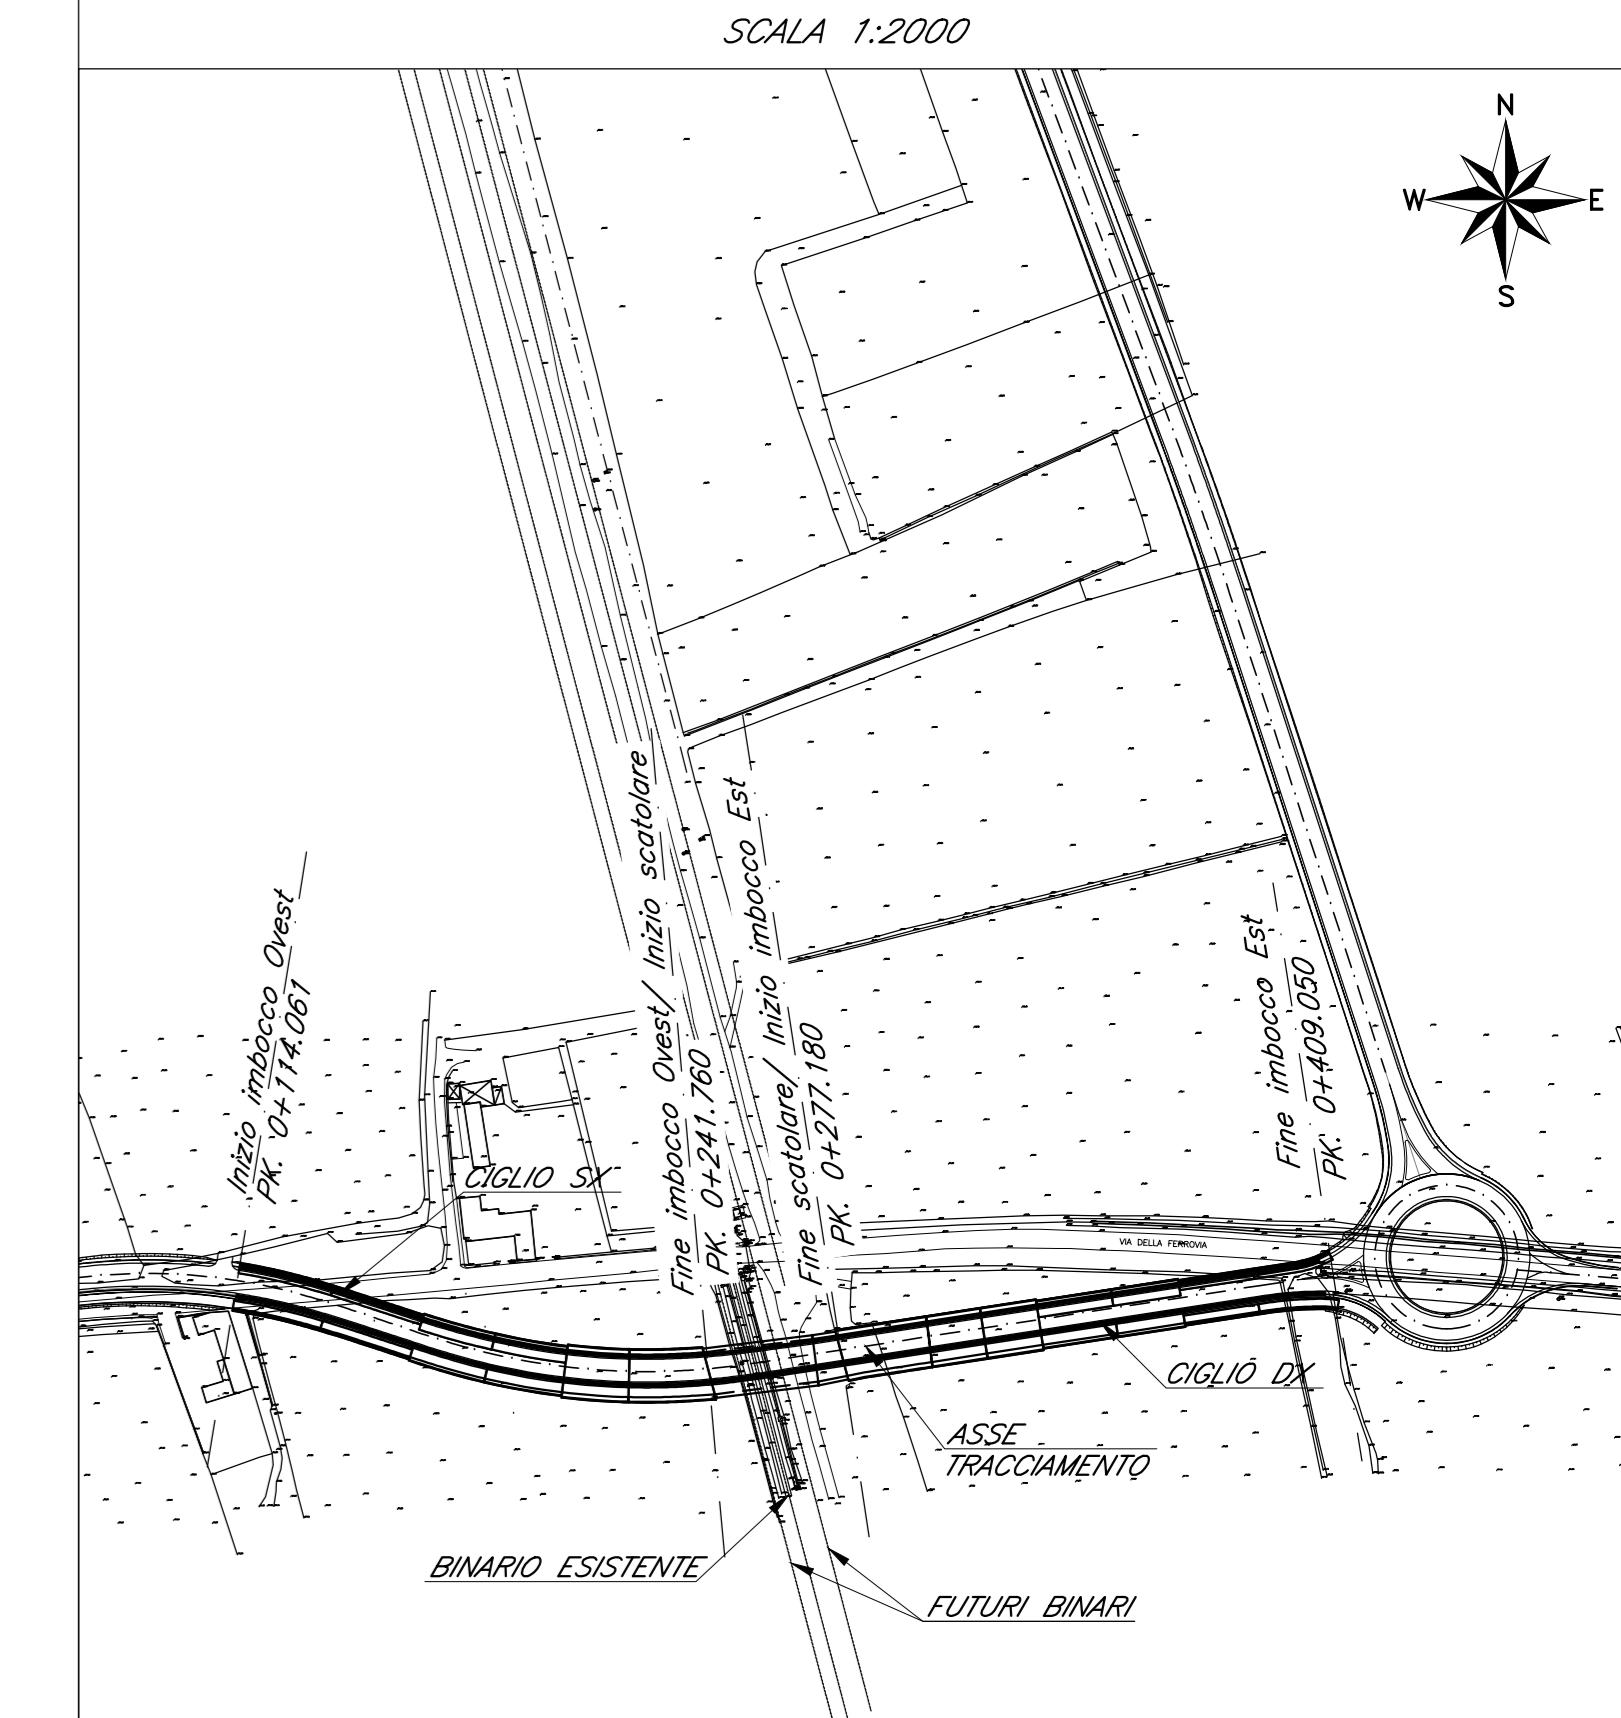 SCALA 1:2000
N
W
E
S
Inizio imbocco Ovest
PK. 0+114.061
Fine imbocco Ovest/ Inizio scatolare
PK. 0+241.760
Fine scatolare/ Inizio imbocco Est
PK. 0+277.180
Fine imbocco Est
PK. 0+409.050
CIGLIO SX
VIA DELLA FERROVIA
CIGLIO DX
ASSE
TRACCIAMENTO
BINARIO ESISTENTE
FUTURI BINARI